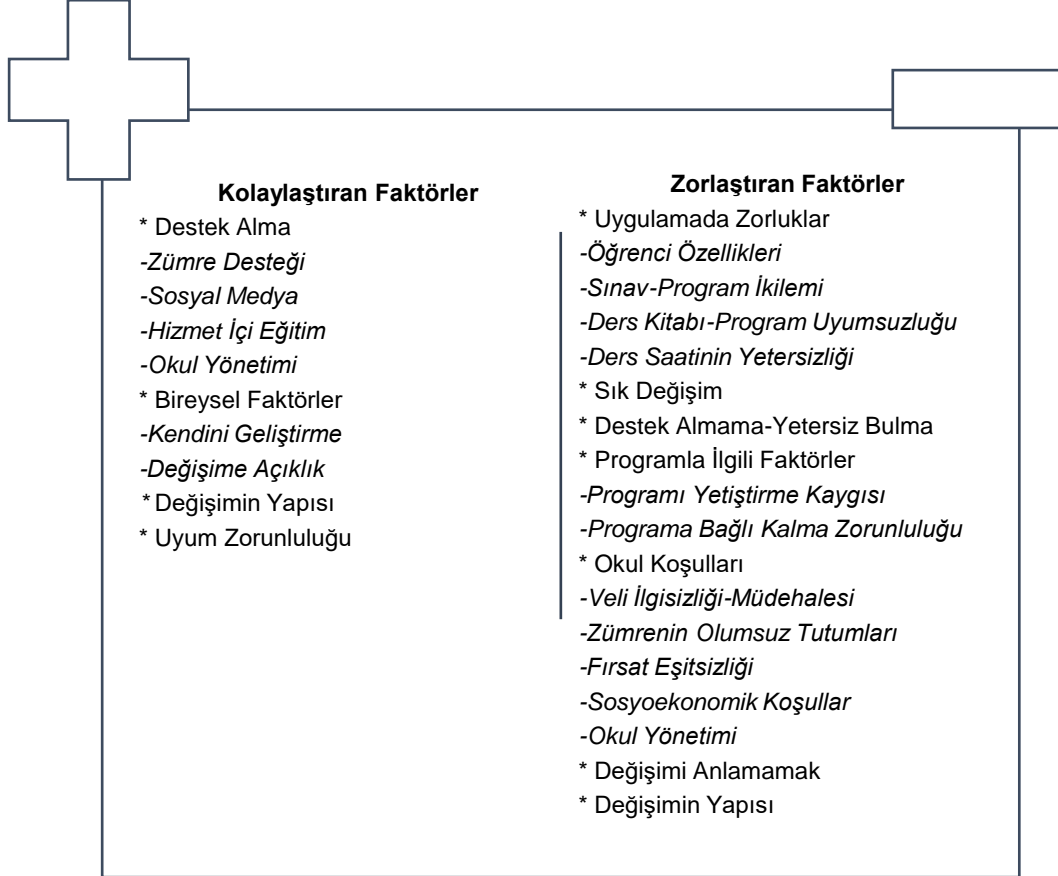 Kolaylaştıran Faktörler
* Destek Alma
-Zümre Desteği
-Sosyal Medya
-Hizmet İçi Eğitim
-Okul Yönetimi
* Bireysel Faktörler
-Kendini Geliştirme
-Değişime Açıklık
* Değişimin Yapısı
* Uyum Zorunluluğu
Zorlaştıran Faktörler
* Uygulamada Zorluklar
-Öğrenci Özellikleri
-Sınav-Program İkilemi
-Ders Kitabı-Program Uyumsuzluğu
-Ders Saatinin Yetersizliği
* Sık Değişim
* Destek Almama-Yetersiz Bulma
* Programla İlgili Faktörler
-Programı Yetiştirme Kaygısı
-Programa Bağlı Kalma Zorunluluğu
* Okul Koşulları
-Veli İlgisizliği-Müdehalesi
-Zümrenin Olumsuz Tutumları
-Fırsat Eşitsizliği
-Sosyoekonomik Koşullar
-Okul Yönetimi
* Değişimi Anlamamak
* Değişimin Yapısı